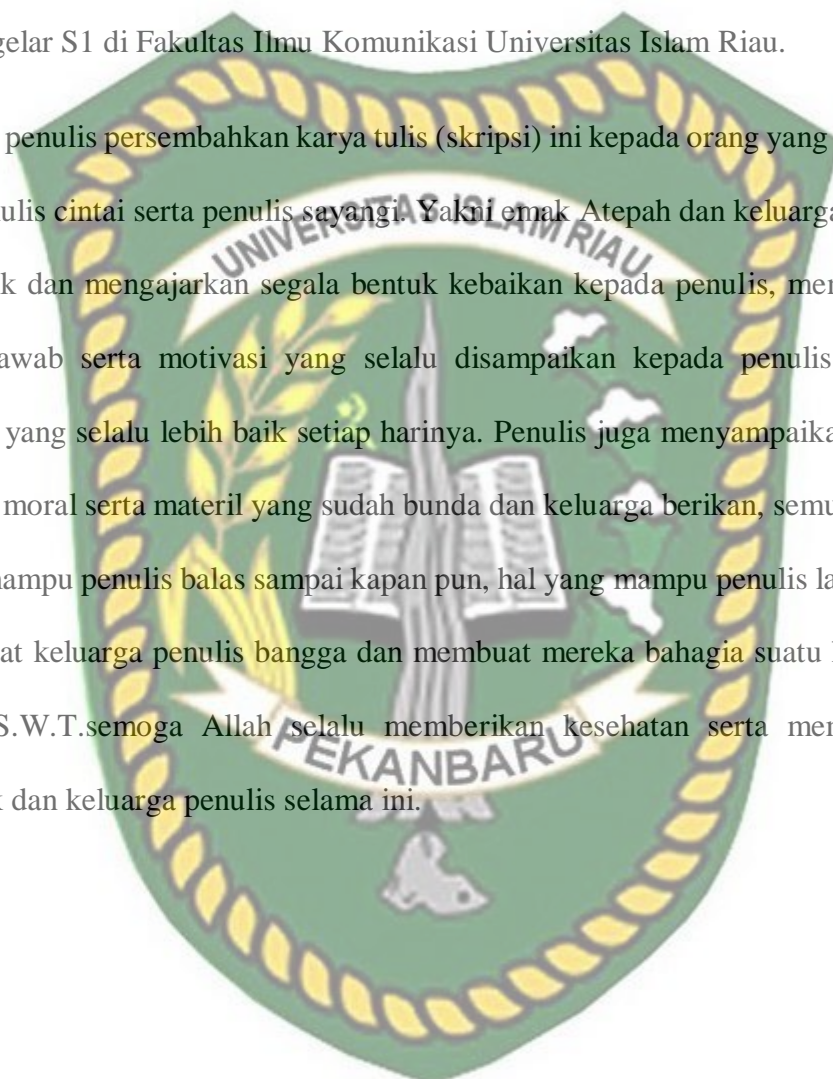 gelar S1 di Fakultas Ilmu Komunikasi Universitas Islam Riau.
penulis persembahkan karya tulis (skripsi) ini kepada orang yang
ulis cintai serta penulis sayangi. Yakni emak Atepah dan keluarga
UNIVERSITAS ISLAM RIAU
k dan mengajarkan segala bentuk kebaikan kepada penulis, mer
awab serta motivasi yang selalu disampaikan kepada penulis
yang selalu lebih baik setiap harinya. Penulis juga menyampaika
moral serta materil yang sudah bunda dan keluarga berikan, semu
nampu penulis balas sampai kapan pun, hal yang mampu penulis la
at keluarga penulis bangga dan membuat mereka bahagia suatu
S.W.T.semoga Allah selalu memberikan kesehatan serta mer
PEKANBARU
k dan keluarga penulis selama ini.